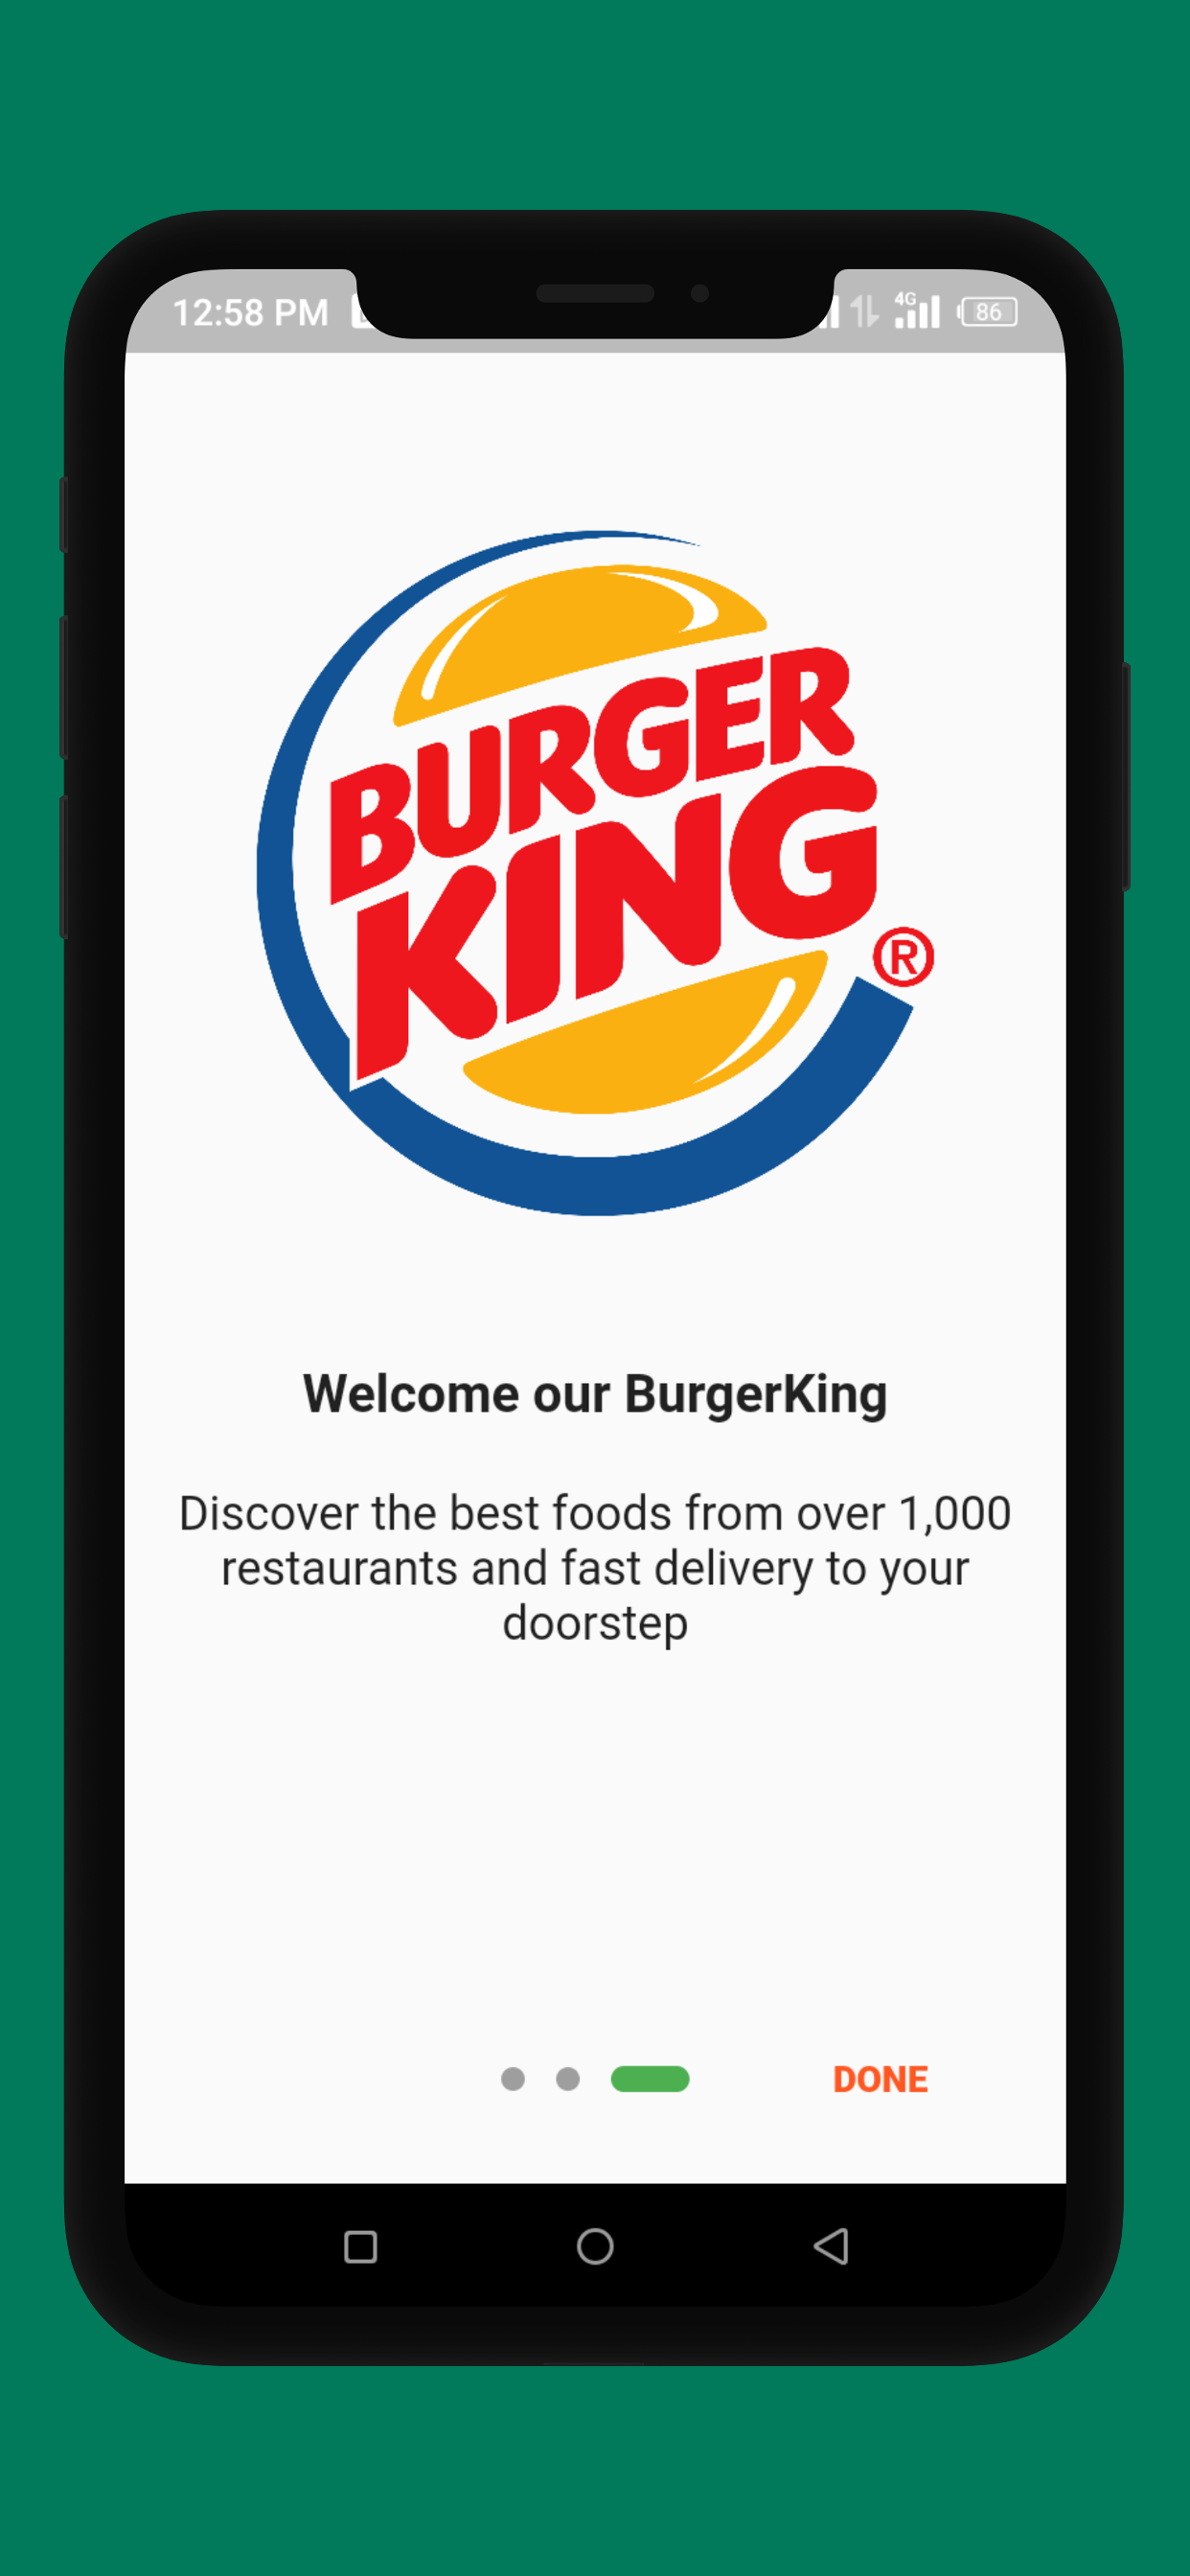 12:58 PM
4G
86
BURGER
KING
®
Welcome our BurgerKing
Discover the best foods from over 1,000
restaurants and fast delivery to your
doorstep
DONE